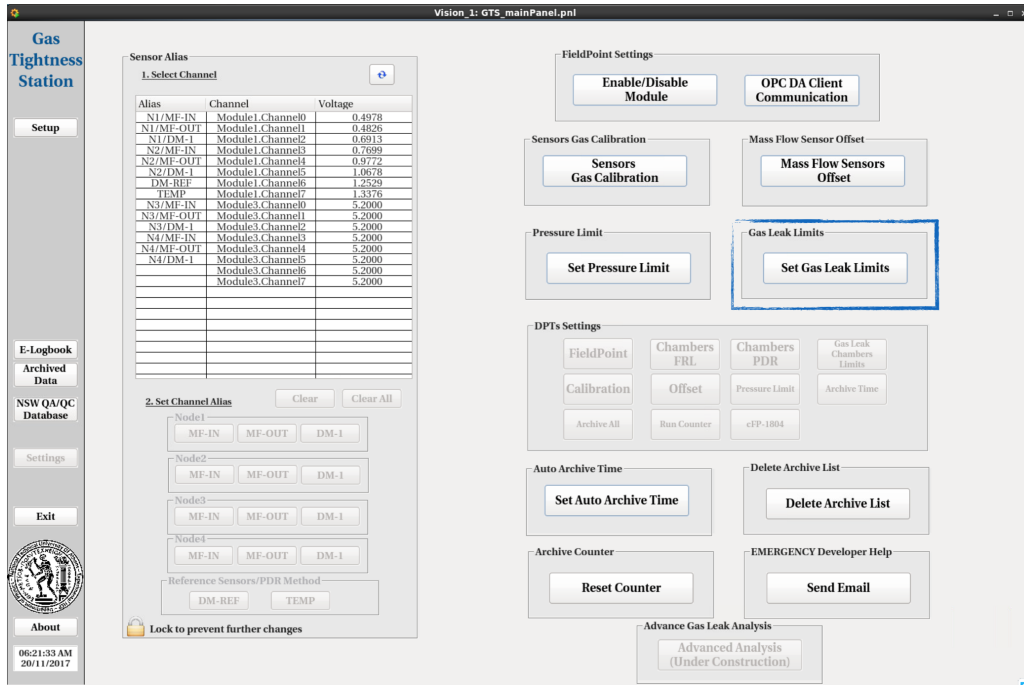 Vision_1: GTS_mainPanel.pnl
Gas
Tightness
Station
Setup
E-Logbook
Archived
Data
NSW QA/QC
Database
Settings
Exit
About
06:21:33 AM
20/11/2017
Sensor Alias
1. Select Channel
Alias Channel Voltage
N1/MF-IN Module1.Channel0 0.4978
N1/MF-OUT Module1.Channel1 0.4826
N1/DM-1 Module1.Channel2 0.6913
N2/MF-IN Module1.Channel3 0.7699
N2/MF-OUT Module1.Channel4 0.9772
N2/DM-1 Module1.Channel5 1.0678
DM-REF Module1.Channel6 1.2529
TEMP Module1.Channel7 1.3376
N3/MF-IN Module3.Channel0 5.2000
N3/MF-OUT Module3.Channel1 5.2000
N3/DM-1 Module3.Channel2 5.2000
N4/MF-IN Module3.Channel3 5.2000
N4/MF-OUT Module3.Channel4 5.2000
N4/DM-1 Module3.Channel5 5.2000
Module3.Channel6 5.2000
Module3.Channel7 5.2000
2. Set Channel Alias Clear Clear All
Node1
MF-IN MF-OUT DM-1
Node2
MF-IN MF-OUT DM-1
Node3
MF-IN MF-OUT DM-1
Node4
MF-IN MF-OUT DM-1
Reference Sensors/PDR Method
DM-REF TEMP
Lock to prevent further changes
FieldPoint Settings
Enable/Disable
Module
OPC DA Client
Communication
Sensors Gas Calibration
Sensors
Gas Calibration
Mass Flow Sensor Offset
Mass Flow Sensors
Offset
Pressure Limit
Set Pressure Limit
Gas Leak Limits
Set Gas Leak Limits
DPTs Settings
FieldPoint
Chambers
FRL
Chambers
PDR
Gas Leak
Chambers
Limits
Calibration Offset Pressure Limit Archive Time
Archive All Run Counter cFP-1804
Auto Archive Time
Set Auto Archive Time
Delete Archive List
Delete Archive List
Archive Counter
Reset Counter
EMERGENCY Developer Help
Send Email
Advance Gas Leak Analysis
Advanced Analysis
(Under Construction)